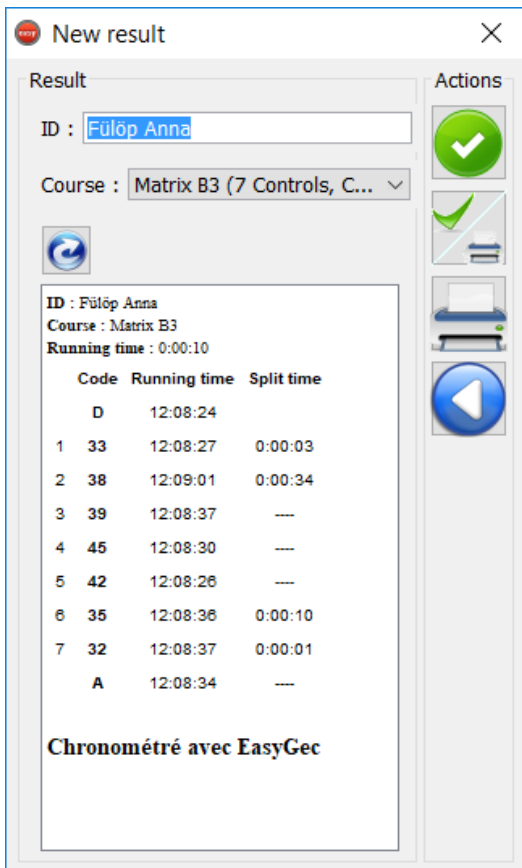 easy New result
Result
Actions
ID : Fülöp Anna
Course : Matrix B3 (7 Controls, C...
ID : Fülöp Anna
Course : Matrix B3
Running time : 0:00:10
Code Running time Split time
D 12:08:24
1 33 12:08:27 0:00:03
2 38 12:09:01 0:00:34
3 39 12:08:37 ----
4 45 12:08:30 ----
5 42 12:08:26 ----
6 35 12:08:36 0:00:10
7 32 12:08:37 0:00:01
A 12:08:34 ----
Chronométré avec EasyGec